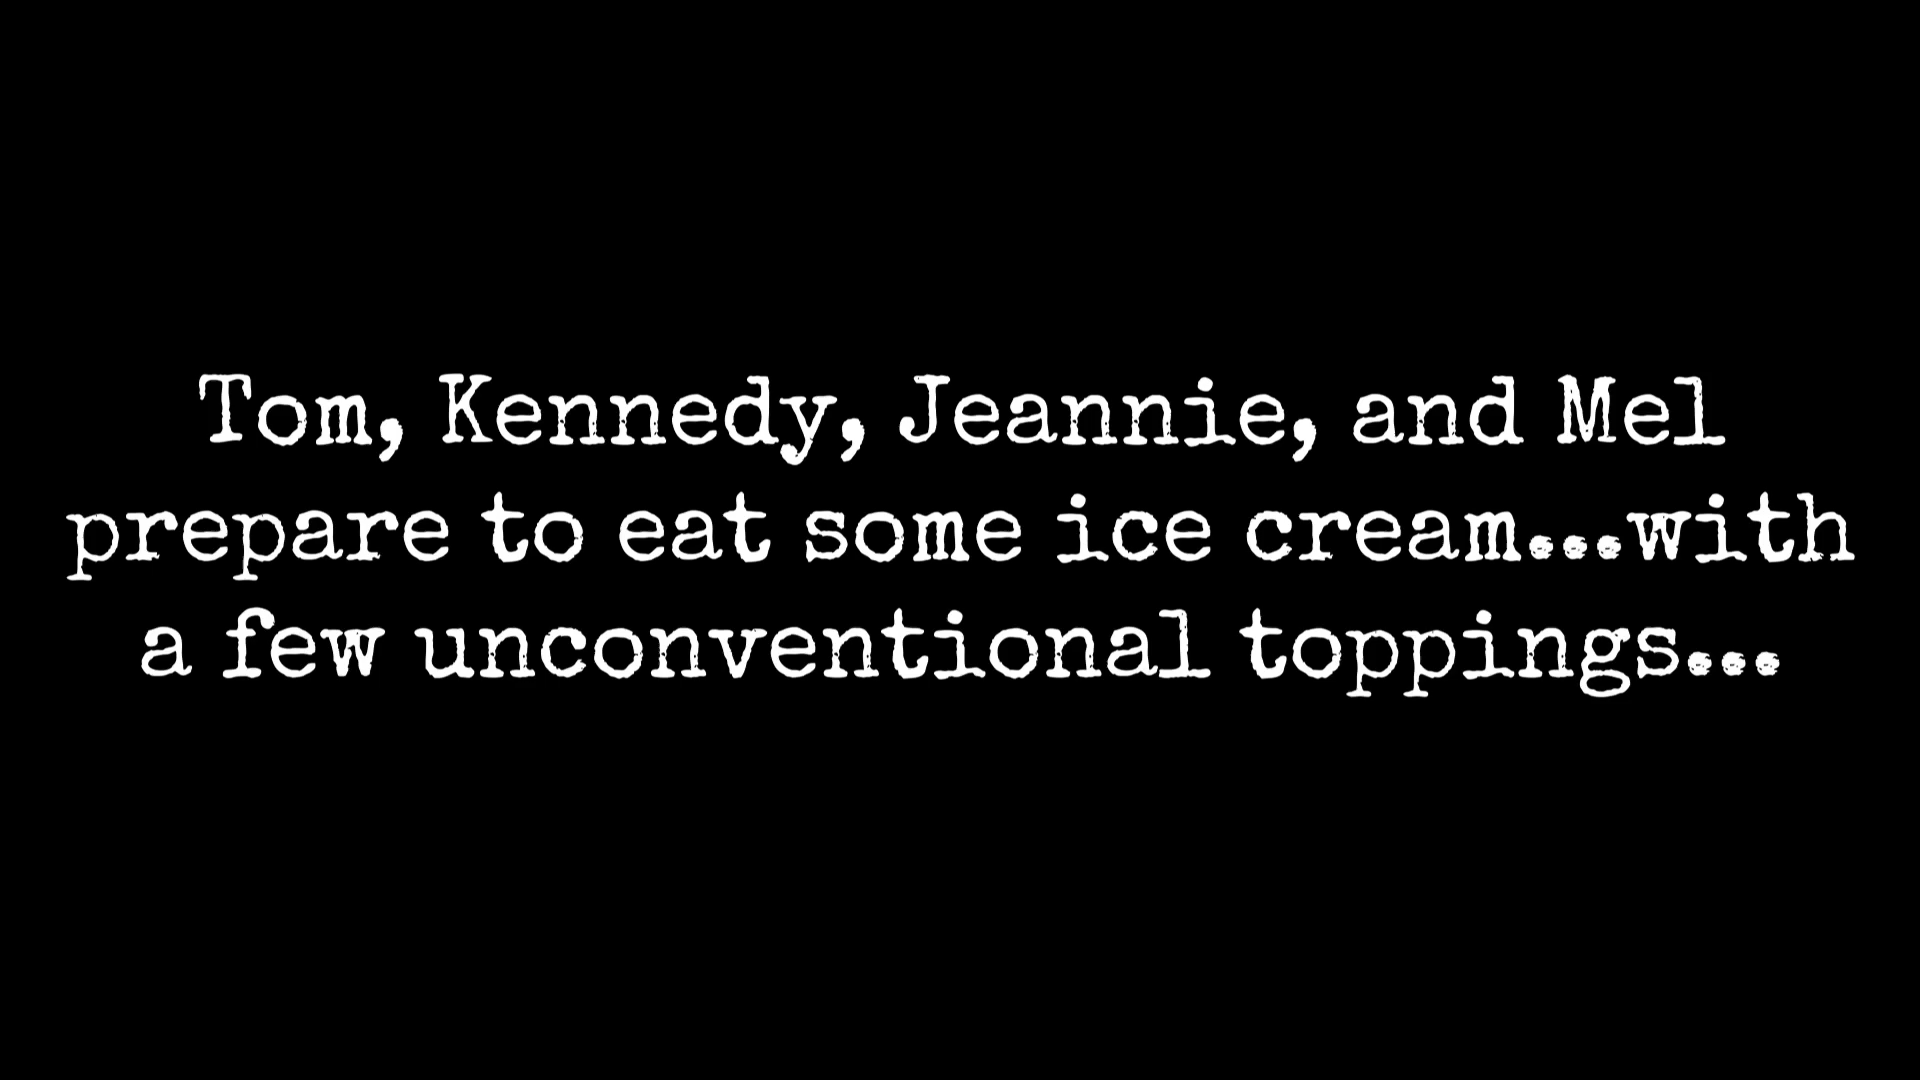 Tom, Kennedy, Jeannie, and Mel
prepare to eat some ice cream...with
a few unconventional toppings...